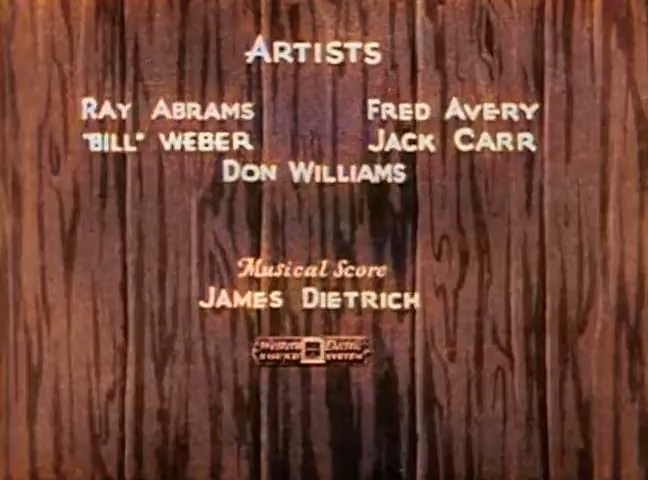 ARTISTS
RAY ABRAMS FRED AVERY
"BILL" WEBER JACK CARR
DON WILLIAMS
Musical Score
JAMES DIETRICH
Western Electric
SOUND SYSTEM